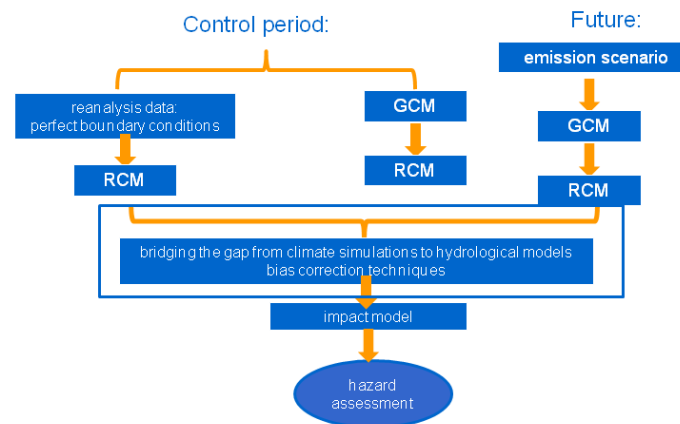 Control period:
Future:
emission scenario
reanalysis data:
perfect boundary conditions
GCM
GCM
RCM
RCM
RCM
bridging the gap from climate simulations to hydrological models
bias correction techniques
impact model
hazard
assessment